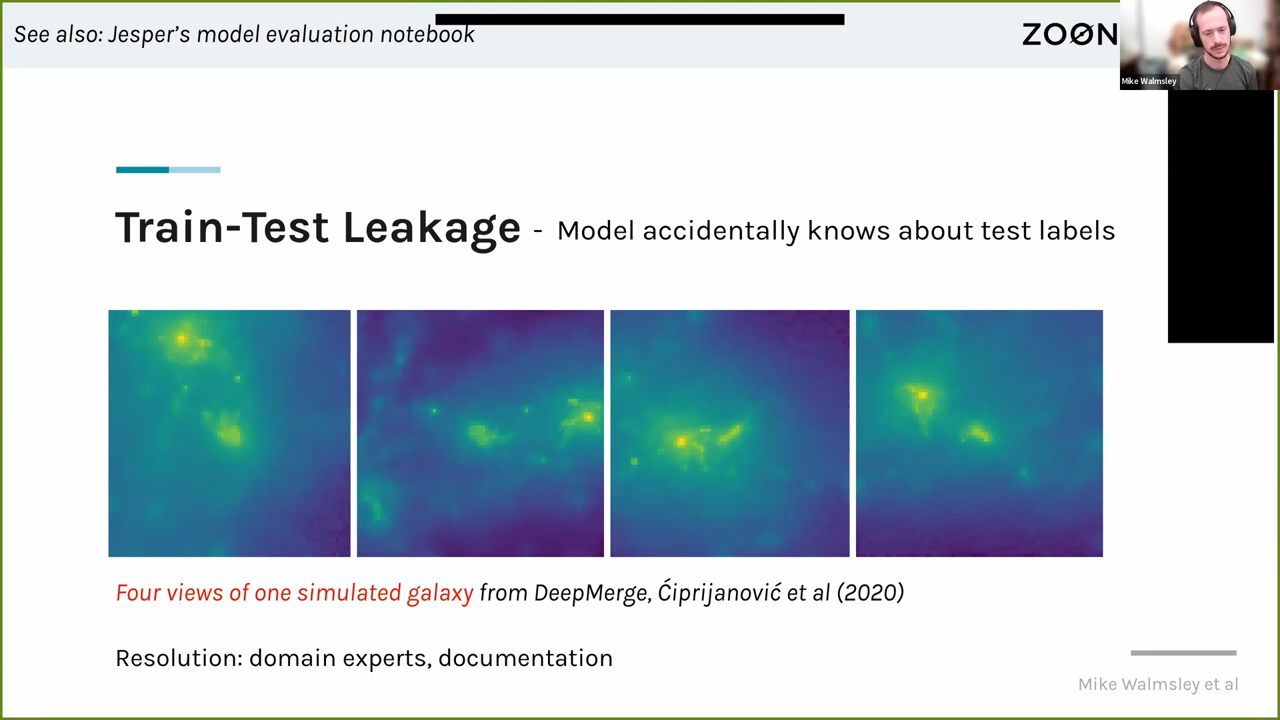 See also: Jesper's model evaluation notebook
ZOØN
Mike Walmsley
Train-Test Leakage - Model accidentally knows about test labels
Four views of one simulated galaxy from DeepMerge, Ćiprijanović et al (2020)
Resolution: domain experts, documentation
Mike Walmsley et al